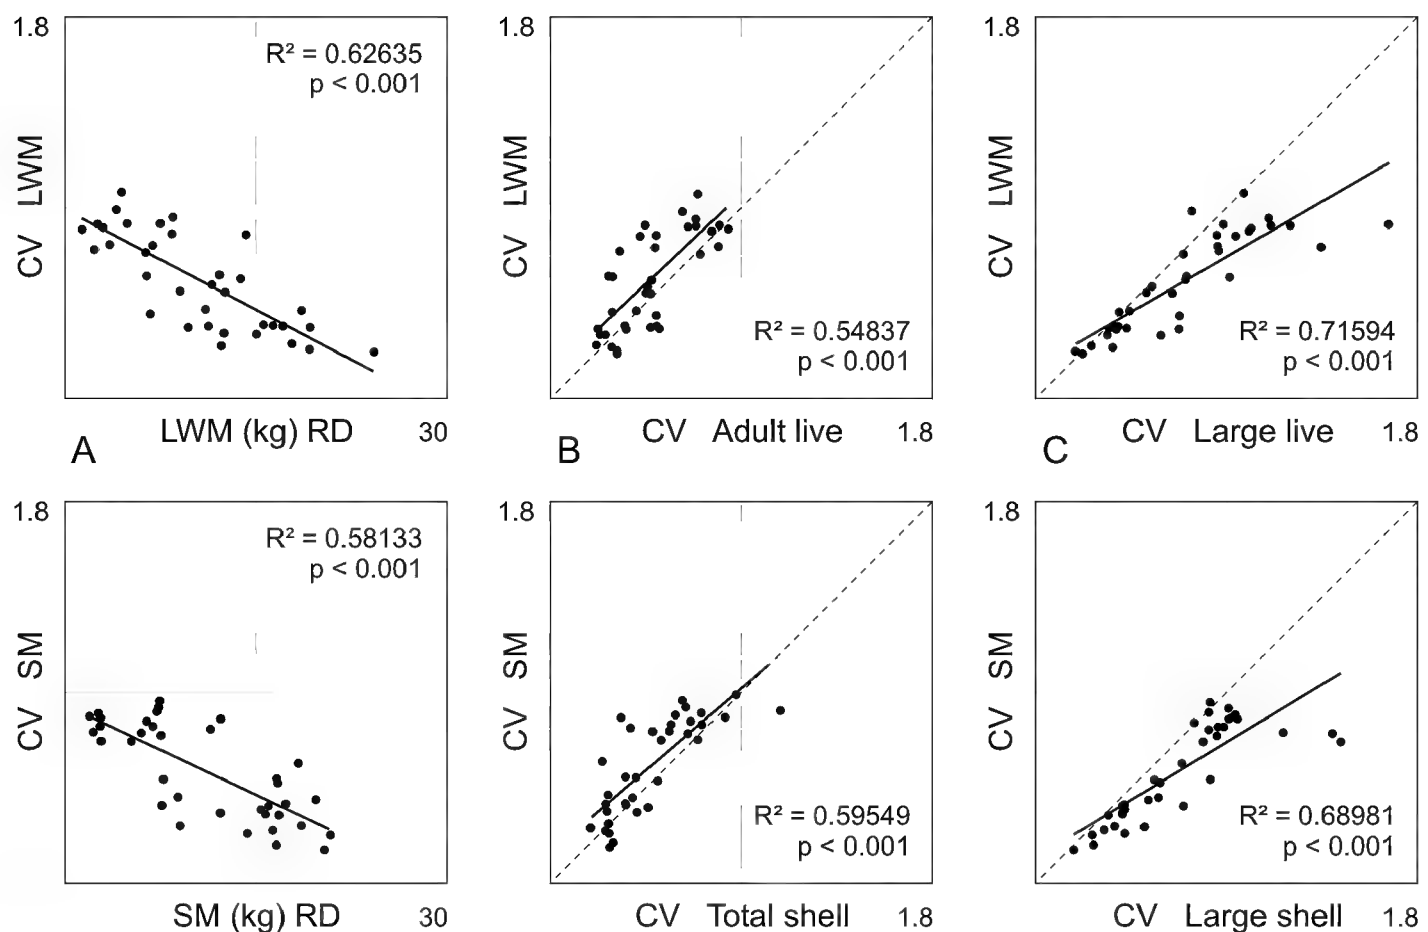 1.8
R² = 0.62635
p < 0.001
CV LWM
LWM (kg) RD
30
A
1.8
CV LWM
R² = 0.54837
p < 0.001
CV Adult live
1.8
B
1.8
CV LWM
R² = 0.71594
p < 0.001
CV Large live
1.8
C
1.8
R² = 0.58133
p < 0.001
CV SM
SM (kg) RD
30
1.8
CV SM
R² = 0.59549
p < 0.001
CV Total shell
1.8
1.8
CV SM
R² = 0.68981
p < 0.001
CV Large shell
1.8